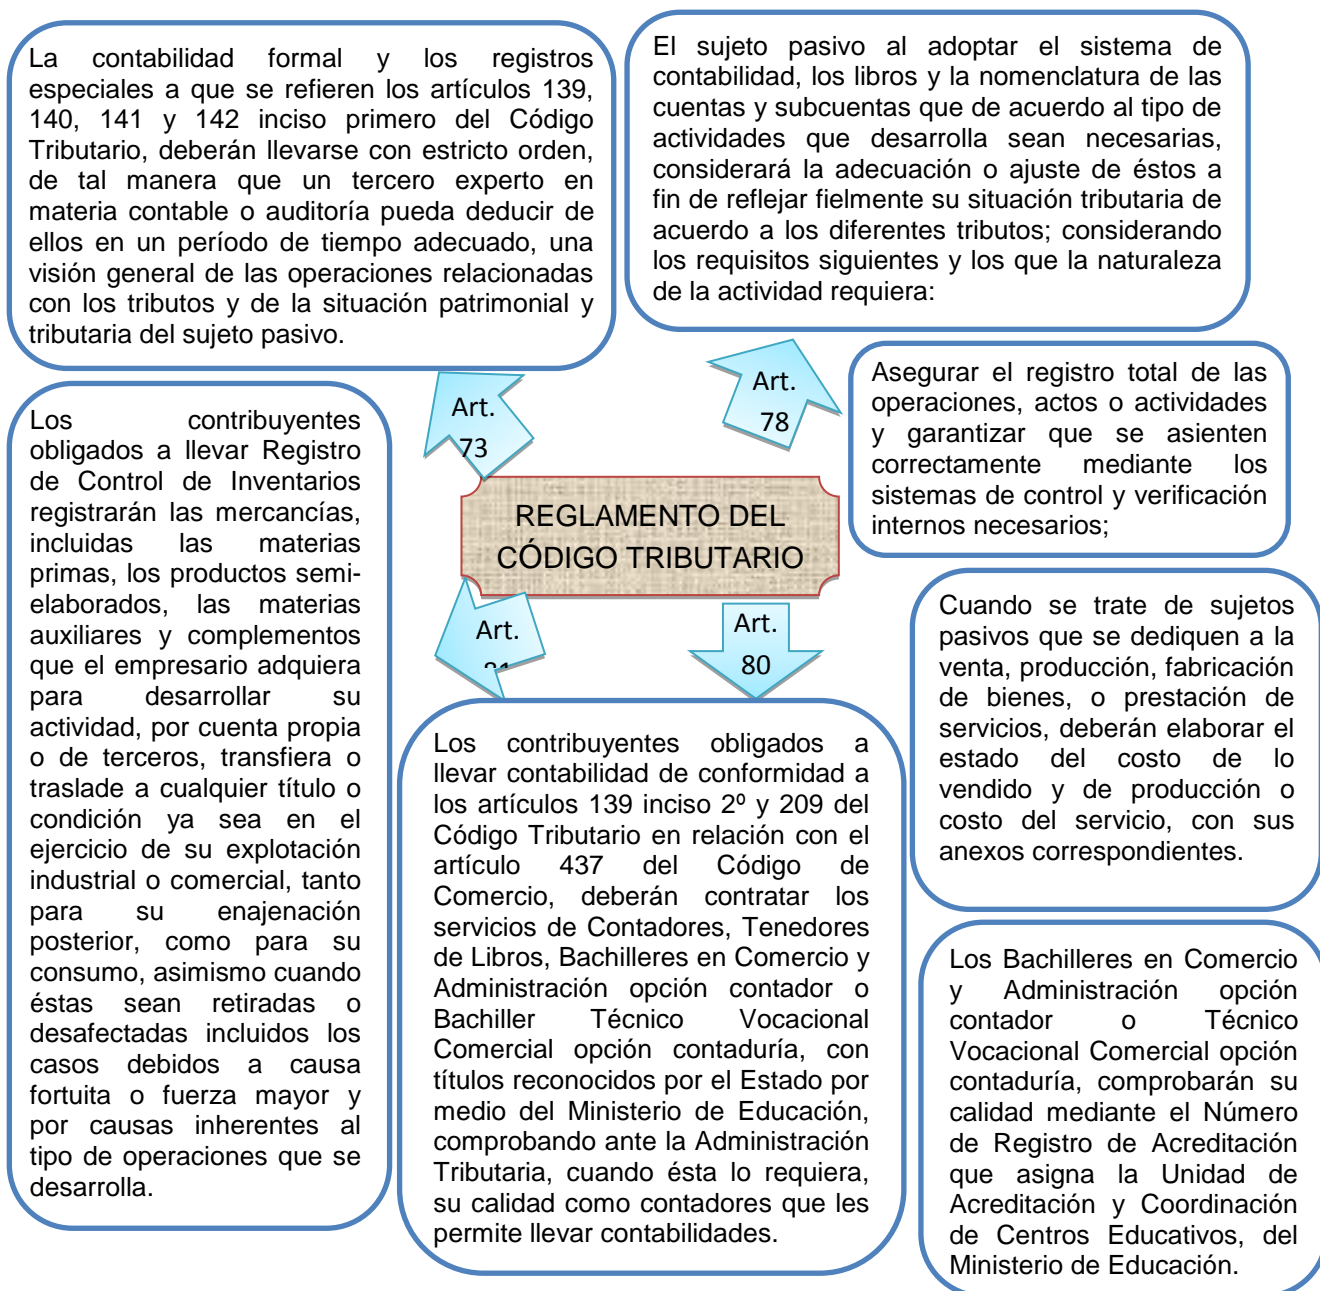 La contabilidad formal y los registros
especiales a que se refieren los artículos 139,
140, 141 y 142 inciso primero del Código
Tributario, deberán llevarse con estricto orden,
de tal manera que un tercero experto en
materia contable o auditoría pueda deducir de
ellos en un período de tiempo adecuado, una
visión general de las operaciones relacionadas
con los tributos y de la situación patrimonial y
tributaria del sujeto pasivo.
El sujeto pasivo al adoptar el sistema de
contabilidad, los libros y la nomenclatura de las
cuentas y subcuentas que de acuerdo al tipo de
actividades que desarrolla sean necesarias,
considerará la adecuación o ajuste de éstos a
fin de reflejar fielmente su situación tributaria de
acuerdo a los diferentes tributos; considerando
los requisitos siguientes y los que la naturaleza
de la actividad requiera:
Art.
73
Art.
78
Asegurar el registro total de las
operaciones, actos o actividades
y garantizar que se asienten
correctamente mediante los
sistemas de control y verificación
internos necesarios;
REGLAMENTO DEL
CÓDIGO TRIBUTARIO
Los contribuyentes
obligados a llevar Registro
de Control de Inventarios
registrarán las mercancías,
incluidas las materias
primas, los productos semi-
elaborados, las materias
auxiliares y complementos
que el empresario adquiera
para desarrollar su
actividad, por cuenta propia
o de terceros, transfiera o
traslade a cualquier título o
condición ya sea en el
ejercicio de su explotación
industrial o comercial, tanto
para su enajenación
posterior, como para su
consumo, asimismo cuando
éstas sean retiradas o
desafectadas incluidos los
casos debidos a causa
fortuita o fuerza mayor y
por causas inherentes al
tipo de operaciones que se
desarrolla.
Art.
Art.
80
Cuando se trate de sujetos
pasivos que se dediquen a la
venta, producción, fabricación
de bienes, o prestación de
servicios, deberán elaborar el
estado del costo de lo
vendido y de producción o
costo del servicio, con sus
anexos correspondientes.
Los contribuyentes obligados a
llevar contabilidad de conformidad a
los artículos 139 inciso 2º y 209 del
Código Tributario en relación con el
artículo 437 del Código de
Comercio, deberán contratar los
servicios de Contadores, Tenedores
de Libros, Bachilleres en Comercio y
Administración opción contador o
Bachiller Técnico Vocacional
Comercial opción contaduría, con
títulos reconocidos por el Estado por
medio del Ministerio de Educación,
comprobando ante la Administración
Tributaria, cuando ésta lo requiera,
su calidad como contadores que les
permite llevar contabilidades.
Los Bachilleres en Comercio
y Administración opción
contador o Técnico
Vocacional Comercial opción
contaduría, comprobarán su
calidad mediante el Número
de Registro de Acreditación
que asigna la Unidad de
Acreditación y Coordinación
de Centros Educativos, del
Ministerio de Educación.